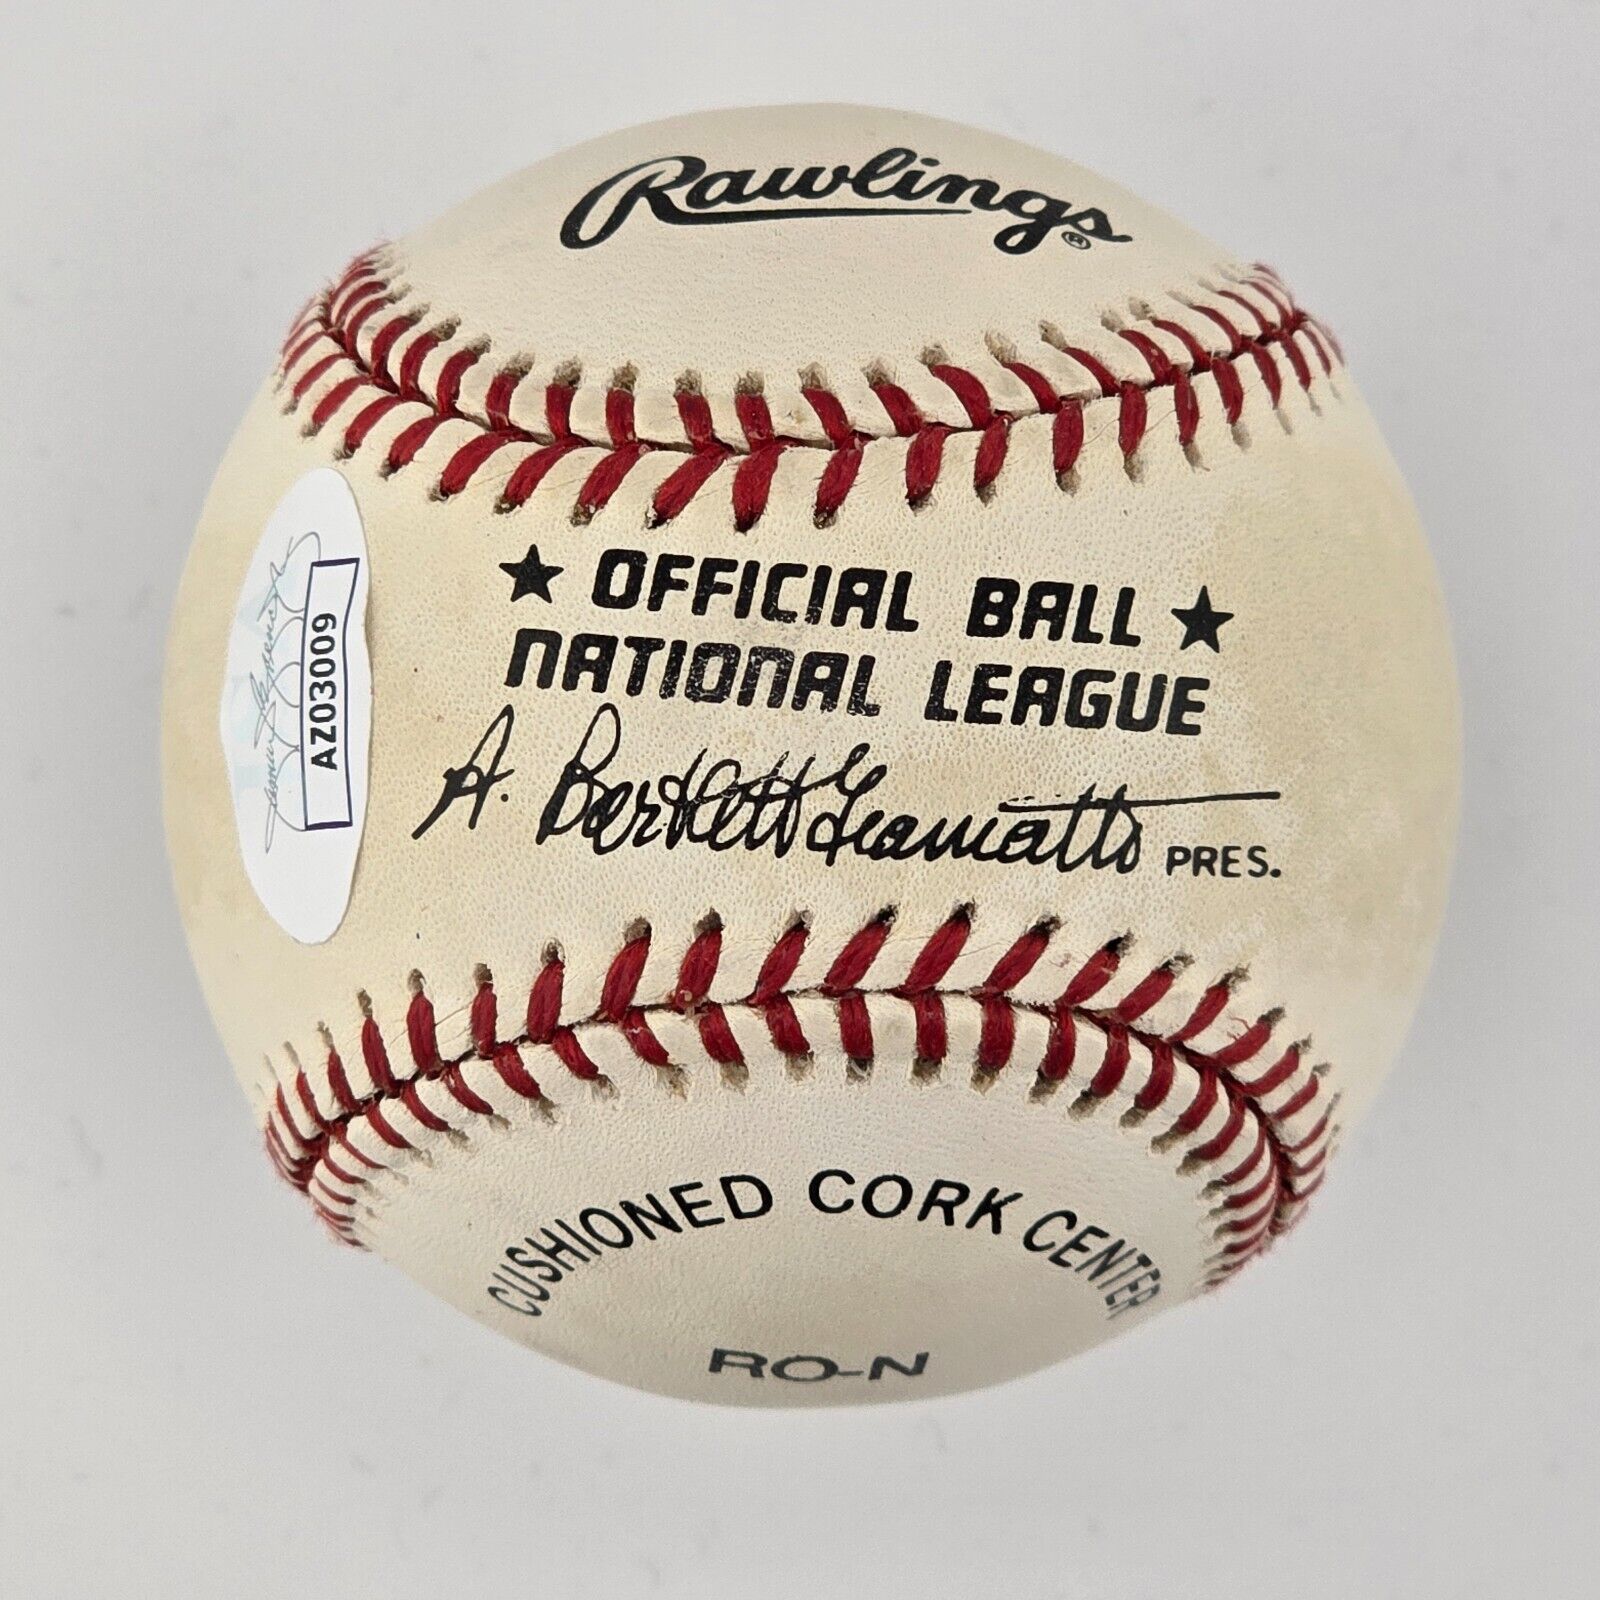 Rawlings®
★ OFFICIAL BALL ★
NATIONAL LEAGUE
A. Bartlett Giamatti PRES.
CUSHIONED CORK CENTER
RO-N
AZ03009